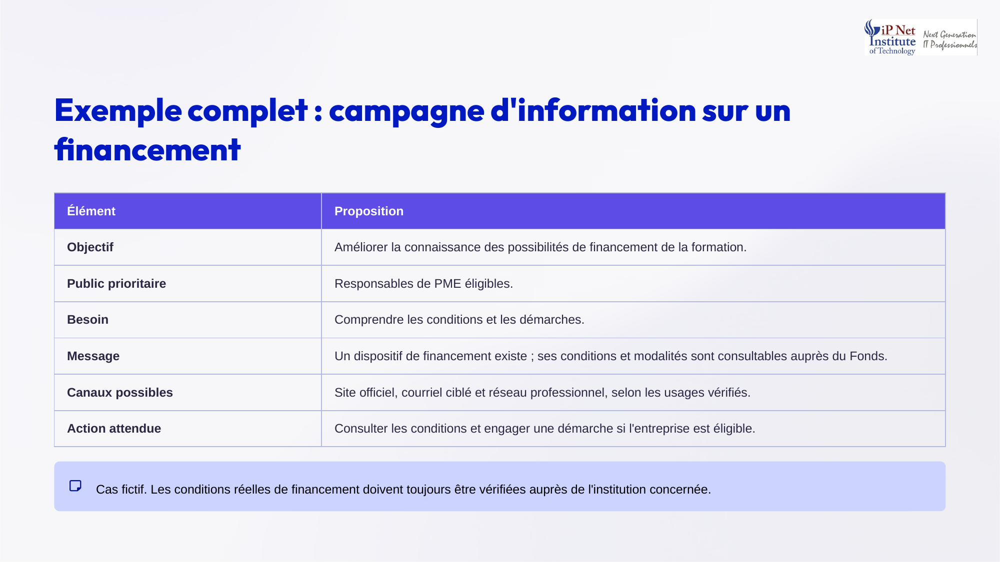 iP Net
Institute
of Technology
Next Generation
IT Professionnels
Exemple complet : campagne d'information sur un
financement
Élément
Proposition
Objectif
Améliorer la connaissance des possibilités de financement de la formation.
Public prioritaire
Responsables de PME éligibles.
Besoin
Comprendre les conditions et les démarches.
Message
Un dispositif de financement existe ; ses conditions et modalités sont consultables auprès du Fonds.
Canaux possibles
Site officiel, courriel ciblé et réseau professionnel, selon les usages vérifiés.
Action attendue
Consulter les conditions et engager une démarche si l'entreprise est éligible.
Cas fictif. Les conditions réelles de financement doivent toujours être vérifiées auprès de l'institution concernée.